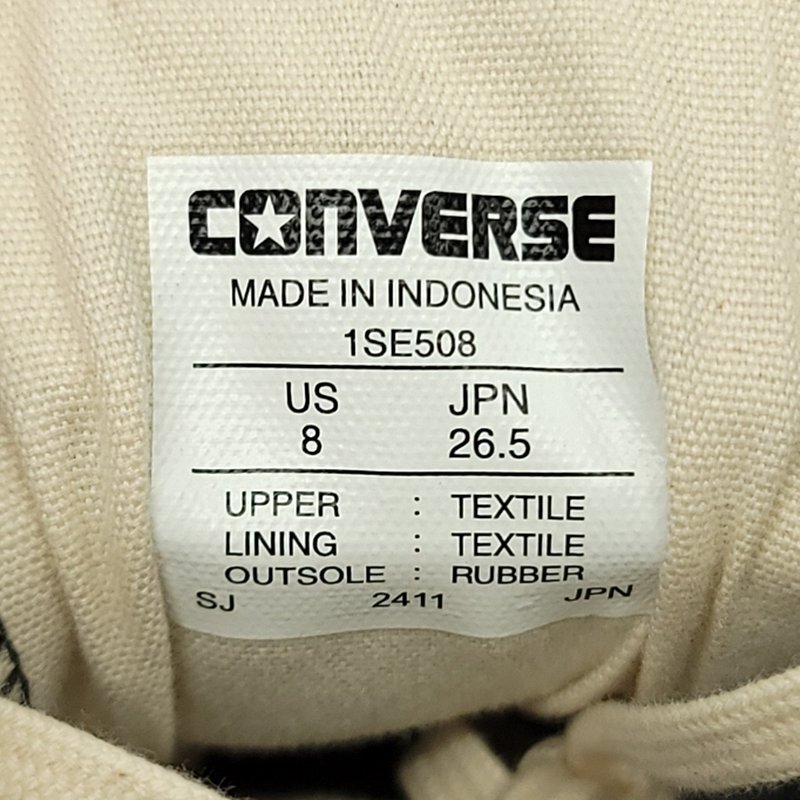 CONVERSE
MADE IN INDONESIA
1SE508
US JPN
8 26.5
UPPER : TEXTILE
LINING : TEXTILE
OUTSOLE : RUBBER
SJ 2411 JPN